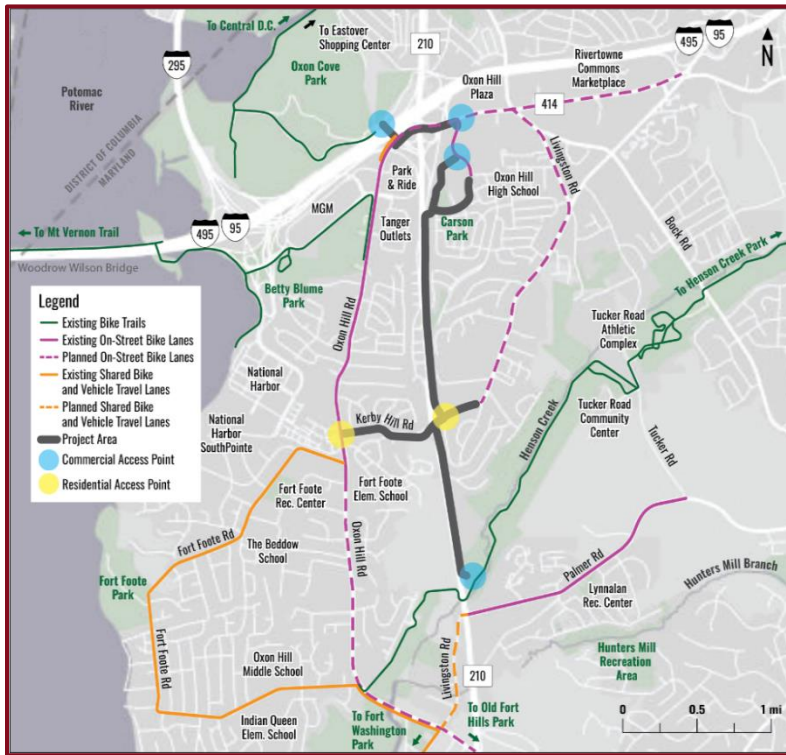 To Central D.C.
To Eastover
Shopping Center
Oxon Cove
Park
295
210
495
95
N
Rivertowne
Commons
Marketplace
Oxon Hill
Plaza
414
Potomac
River
DISTRICT OF COLUMBIA
MARYLAND
Park
& Ride
Livingston Rd
Oxon Hill
High School
MGM
Tanger
Outlets
Carson
Park
Bock Rd
To Mt Vernon Trail
495
95
Woodrow Wilson Bridge
To Henson Creek Park
Betty Blume
Park
Oxon Hill Rd
Tucker Road
Athletic
Complex
Legend
Existing Bike Trails
Existing On-Street Bike Lanes
Planned On-Street Bike Lanes
Existing Shared Bike
and Vehicle Travel Lanes
Planned Shared Bike
and Vehicle Travel Lanes
Project Area
Commercial Access Point
Residential Access Point
National
Harbor
National
Harbor
SouthPointe
Kerby Hill Rd
Henson Creek
Tucker Road
Community
Center
Tucker Rd
Fort Foote
Rec. Center
Fort Foote
Elem. School
Fort Foote Rd
The Beddow
School
Oxon Hill Rd
Palmer Rd
Hunters Mill Branch
Lynnalan
Rec. Center
Fort Foote
Park
Fort Foote Rd
Oxon Hill
Middle School
Livingston Rd
Hunters Mill
Recreation
Area
210
Indian Queen
Elem. School
To Fort
Washington
Park
To Old Fort
Hills Park
0 0.5 1 mi